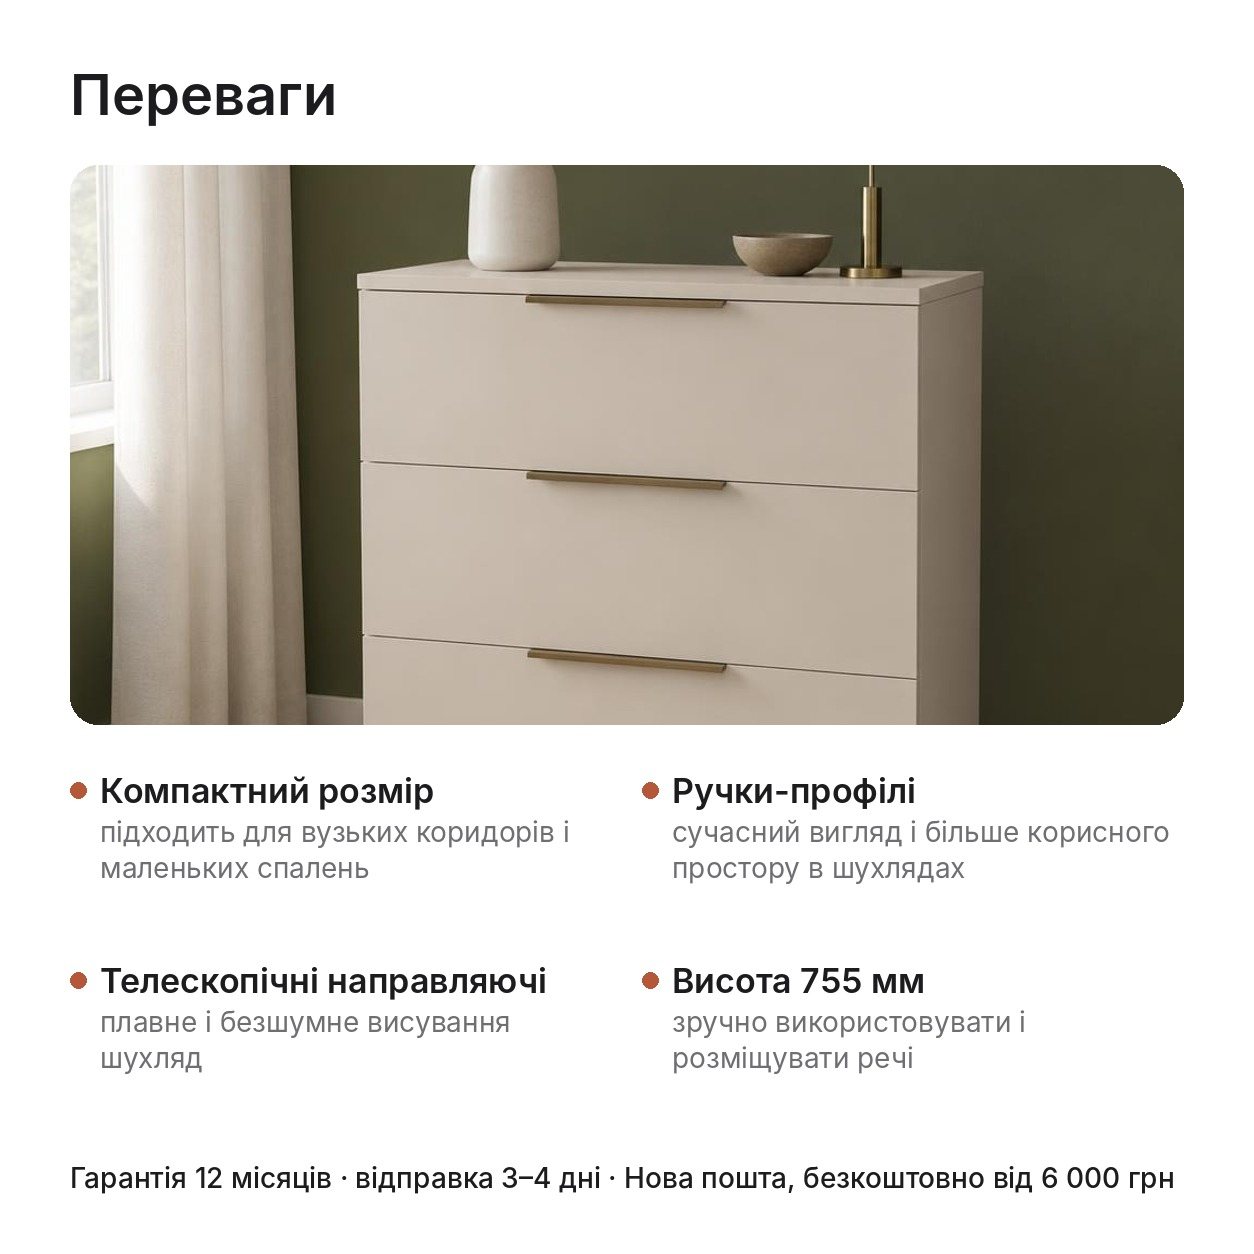 Переваги
Компактний розмір
підходить для вузьких коридорів і
маленьких спалень
Ручки-профілі
сучасний вигляд і більше корисного
простору в шухлядах
Телескопічні направляючі
плавне і безшумне висування
шухляд
Висота 755 мм
зручно використовувати і
розміщувати речі
Гарантія 12 місяців · відправка 3–4 дні · Нова пошта, безкоштовно від 6 000 грн